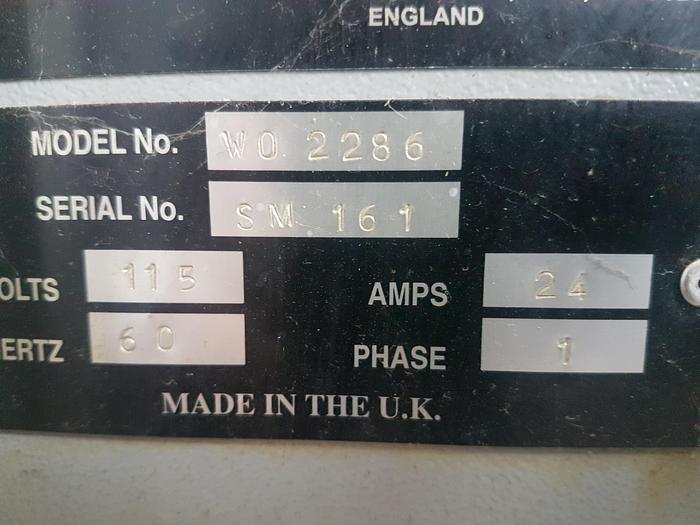 ENGLAND
MODEL No. WO 2286
SERIAL No. SM 161
OLTS 115 AMPS 24
ERTZ 60 PHASE 1
MADE IN THE U.K.